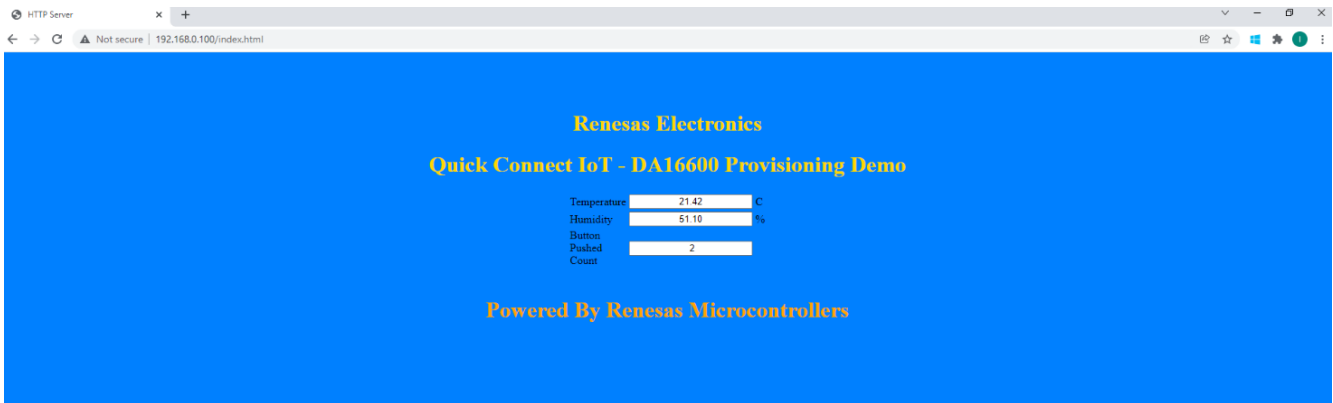 HTTP Server
Not secure | 192.168.0.100/index.html
Renesas Electronics
Quick Connect IoT - DA16600 Provisioning Demo
Temperature 21.42 C
Humidity 51.10 %
Button
Pushed 2
Count
Powered By Renesas Microcontrollers